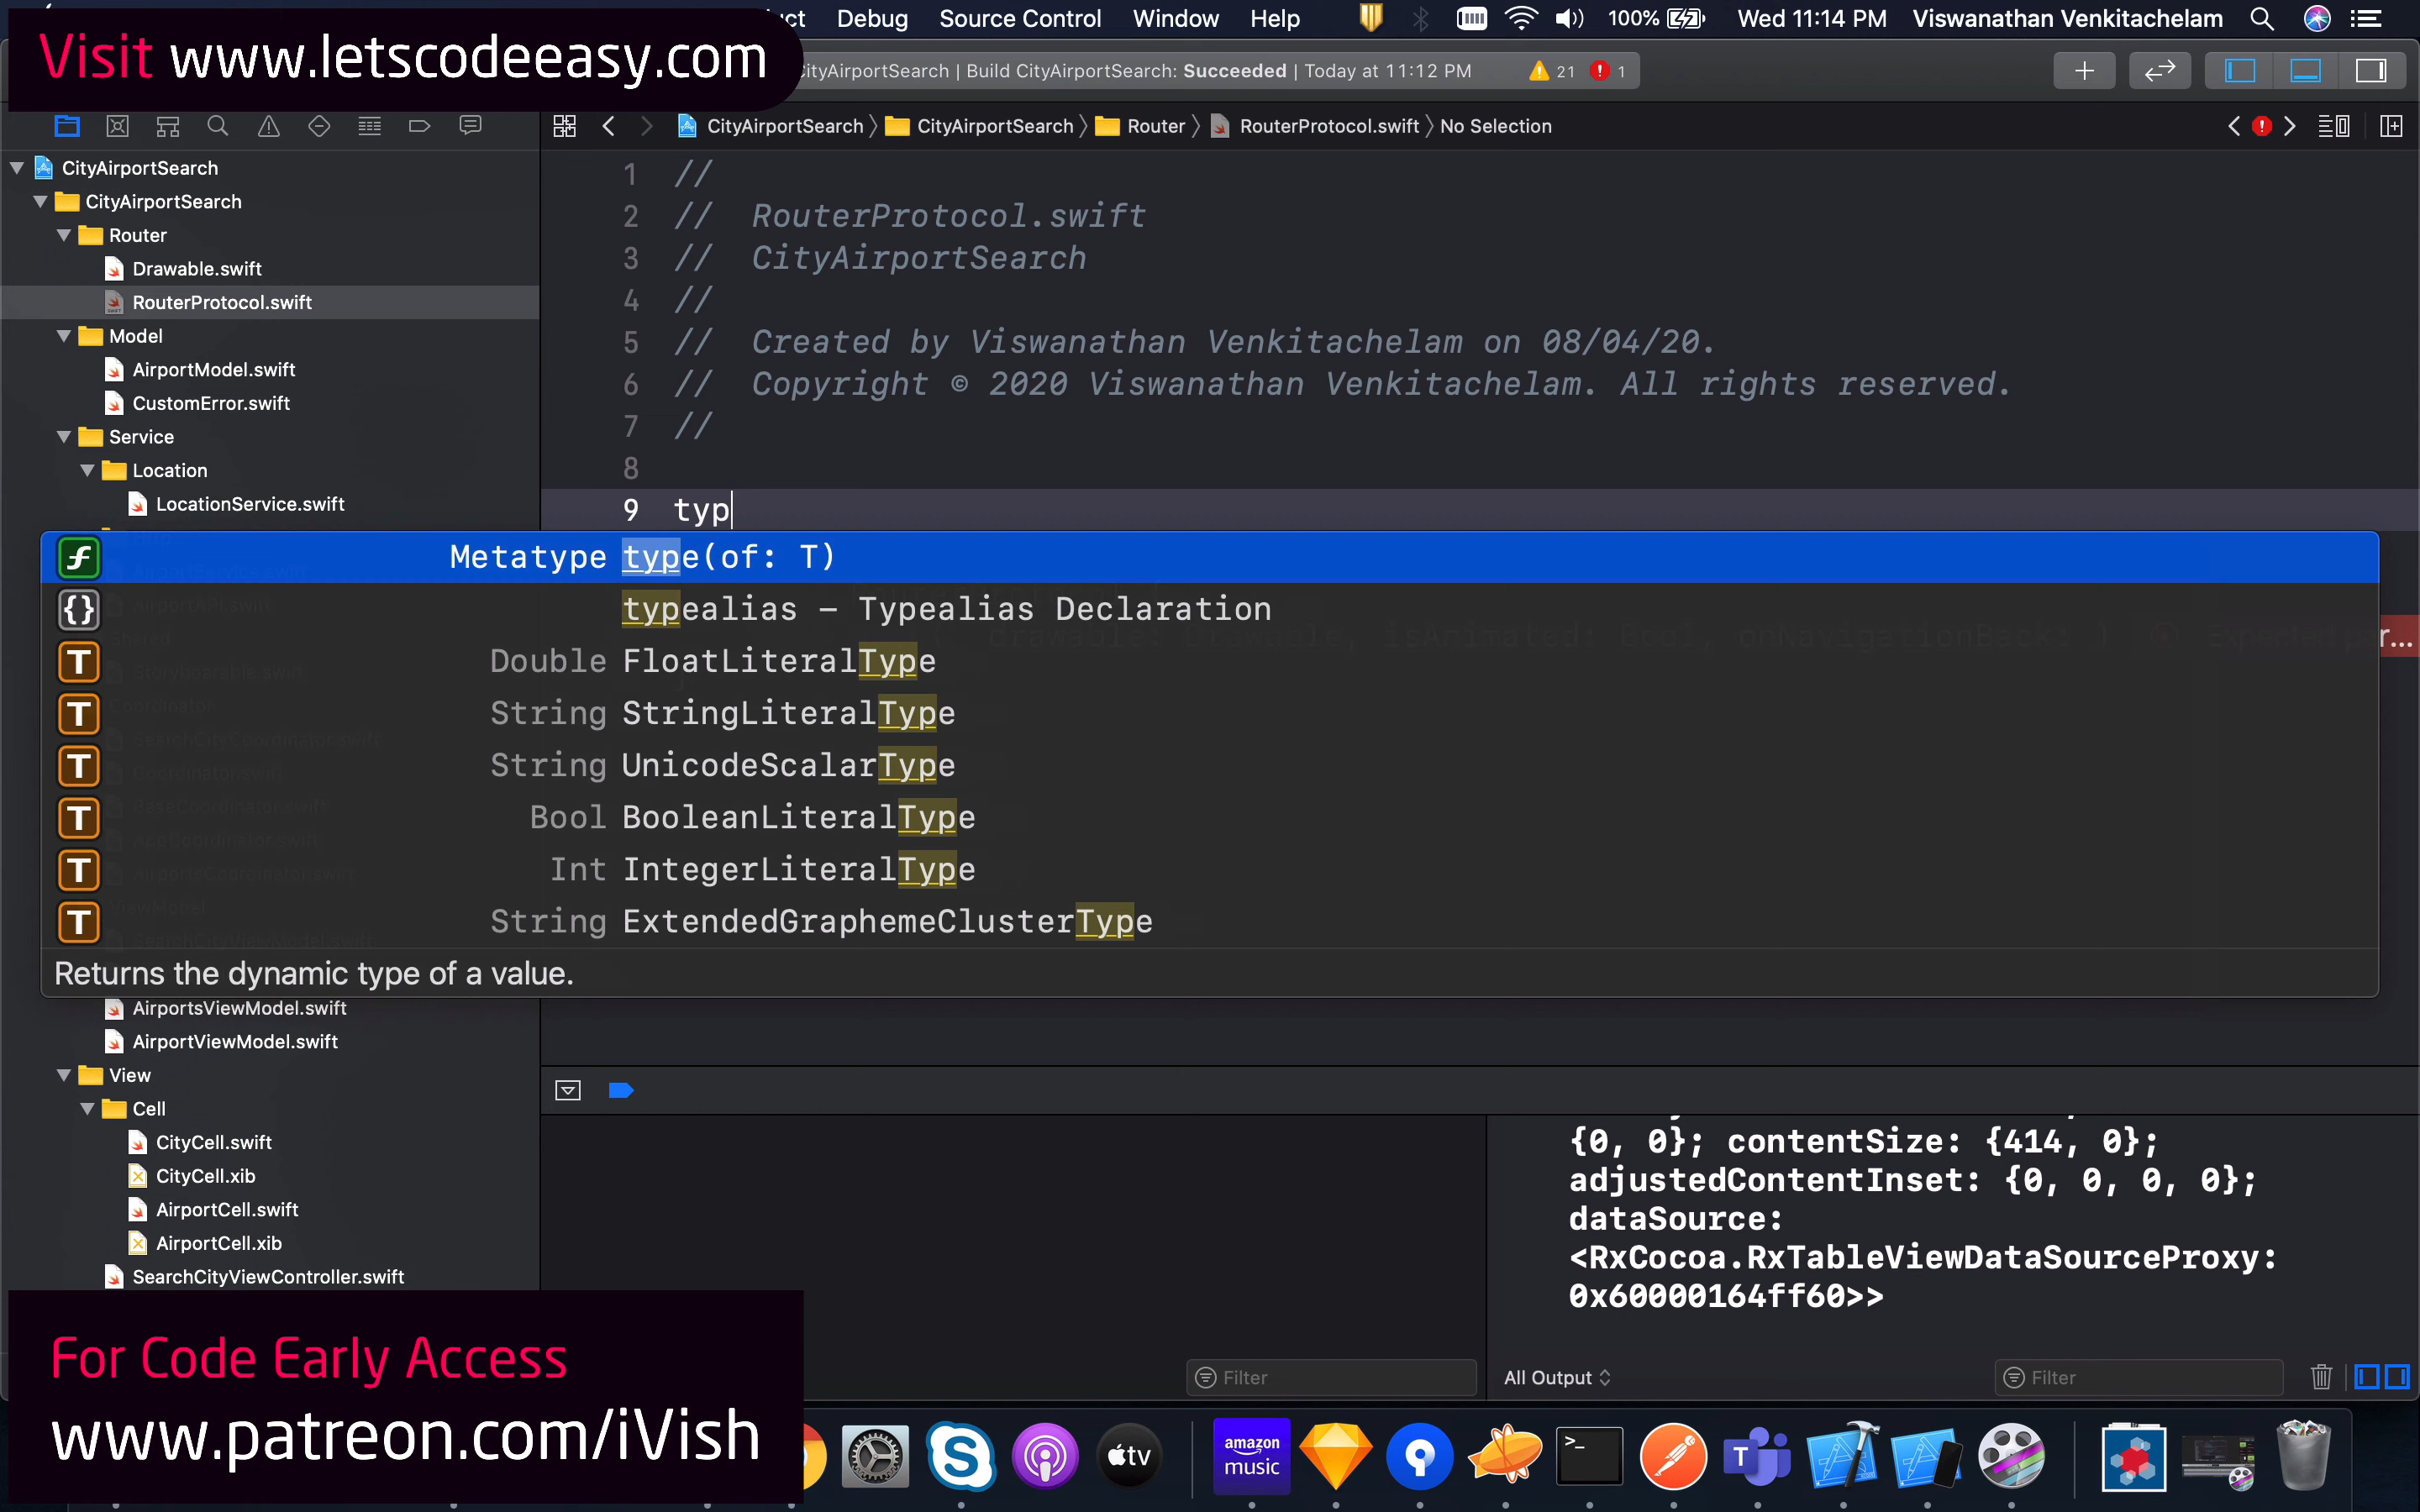 Visit www.letscodeeasy.com
Debug Source Control Window Help 100% Wed 11:14 PM Viswanathan Venkitachelam
CityAirportSearch | Build CityAirportSearch: Succeeded | Today at 11:12 PM 21 1
CityAirportSearch CityAirportSearch Router RouterProtocol.swift No Selection
CityAirportSearch
CityAirportSearch
Router
Drawable.swift
RouterProtocol.swift
Model
AirportModel.swift
CustomError.swift
Service
Location
LocationService.swift
1 //
2 // RouterProtocol.swift
3 // CityAirportSearch
4 //
5 // Created by Viswanathan Venkitachelam on 08/04/20.
6 // Copyright © 2020 Viswanathan Venkitachelam. All rights reserved.
7 //
8
9 typ
Metatype type(of: T)
typealias – Typealias Declaration
Double FloatLiteralType
String StringLiteralType
String UnicodeScalarType
Bool BooleanLiteralType
Int IntegerLiteralType
String ExtendedGraphemeClusterType
Returns the dynamic type of a value.
AirportsViewModel.swift
AirportViewModel.swift
View
Cell
CityCell.swift
CityCell.xib
AirportCell.swift
AirportCell.xib
SearchCityViewController.swift
{0, 0}; contentSize: {414, 0};
adjustedContentInset: {0, 0, 0, 0};
dataSource:
<RxCocoa.RxTableViewDataSourceProxy:
0x60000164ff60>>
Filter
All Output
Filter
For Code Early Access
www.patreon.com/iVish
tv
amazon
music